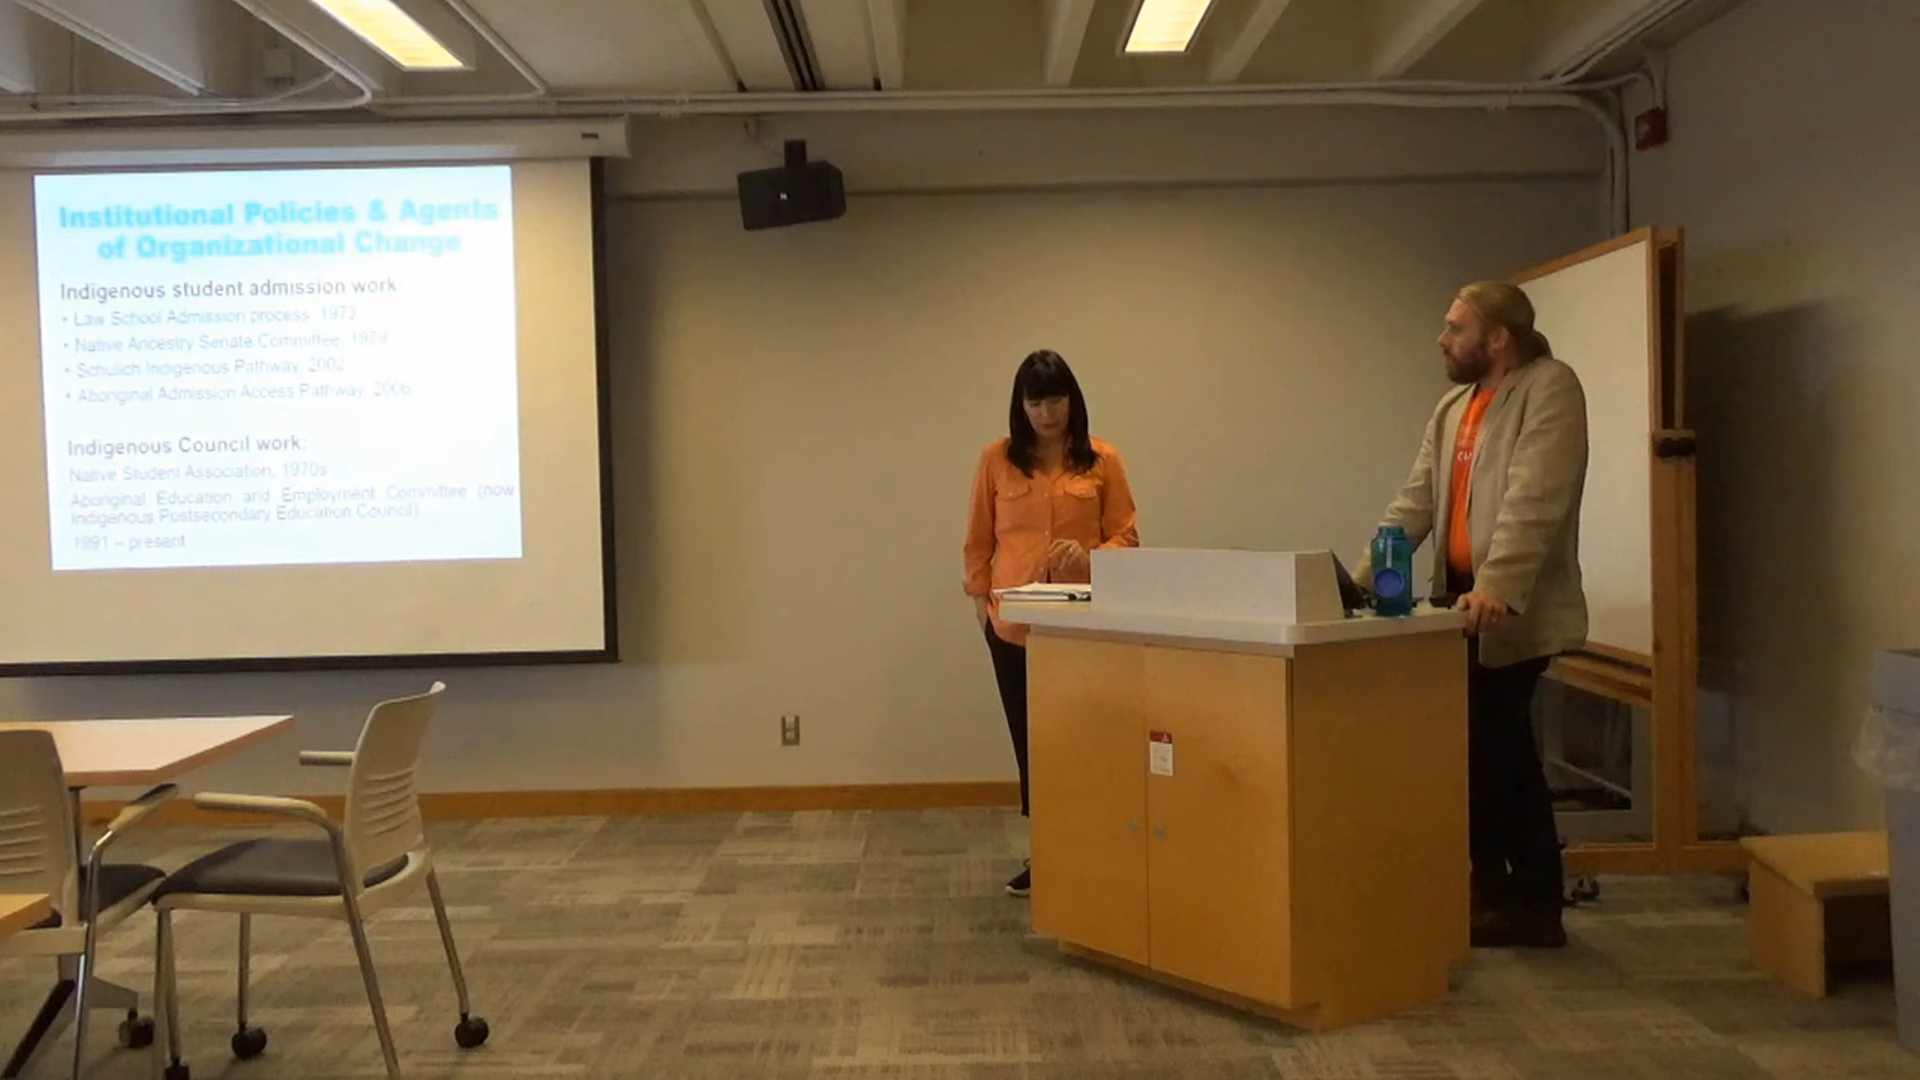 Institutional Policies & Agents
of Organizational Change
Indigenous student admission work:
• Law School Admission process, 1973
• Native Ancestry Senate Committee, 1979
• Schulich Indigenous Pathway, 2002
• Aboriginal Admission Access Pathway, 2006
Indigenous Council work:
Native Student Association, 1970s
Aboriginal Education and Employment Committee (now
Indigenous Postsecondary Education Council)
1991 – present